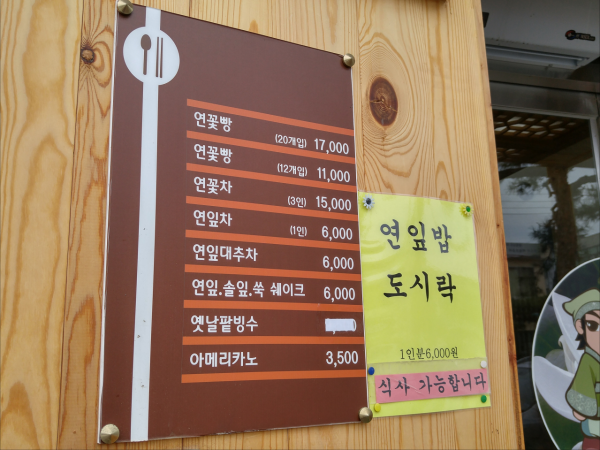 연꽃빵 (20개입) 17,000
연꽃빵 (12개입) 11,000
연꽃차 (3인) 15,000
연잎차 (1인) 6,000
연잎대추차 6,000
연잎.솔잎.쑥 쉐이크 6,000
옛날팥빙수
아메리카노 3,500
연잎밥
도시락
1인분6,000원
식사 가능합니다